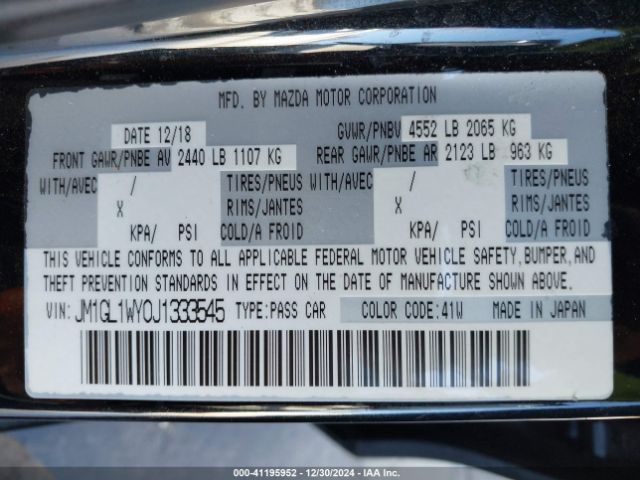 MFD. BY MAZDA MOTOR CORPORATION
DATE 12/18 GVWR/PNBV 4552 LB 2065 KG
FRONT GAWR/PNBE AV 2440 LB 1107 KG REAR GAWR/PNBE AR 2123 LB 963 KG
WITH/AVEC / TIRES/PNEUS WITH/AVEC / TIRES/PNEUS
X RIMS/JANTES X RIMS/JANTES
KPA/ PSI COLD/A FROID KPA/ PSI COLD/A FROID
THIS VEHICLE CONFORMS TO ALL APPLICABLE FEDERAL MOTOR VEHICLE SAFETY, BUMPER, AND
THEFT PREVENTION STANDARDS IN EFFECT ON THE DATE OF MANUFACTURE SHOWN ABOVE.
VIN: JM1GL1WY0J1333545 TYPE:PASS CAR COLOR CODE:41W MADE IN JAPAN
000-41195952 • 12/30/2024 • IAA Inc.